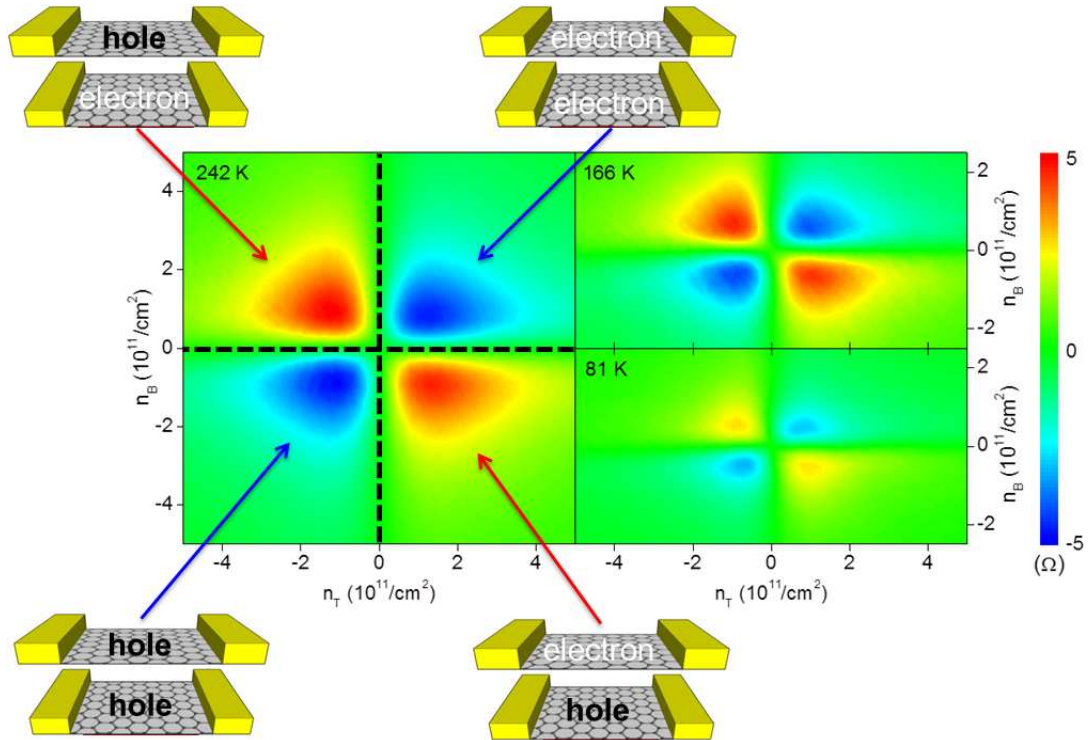 hole
electron
electron
electron
242 K
4
2
0
-2
-4
n_B (10^11/cm^2)
-4 -2 0 2 4
n_T (10^11/cm^2)
166 K
2
0
-2
n_B (10^11/cm^2)
81 K
2
0
-2
n_B (10^11/cm^2)
-4 -2 0 2 4
n_T (10^11/cm^2)
5
0
-5
(Ω)
hole
hole
electron
hole